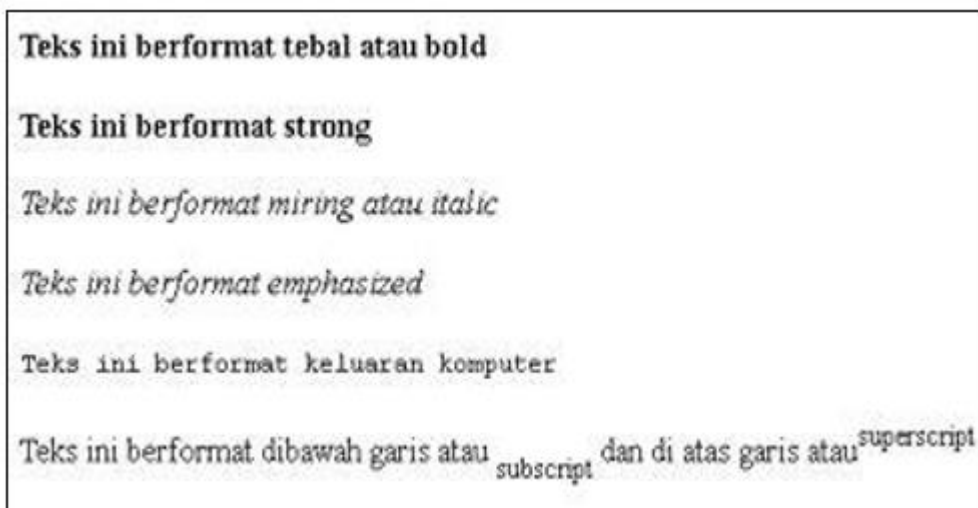 Teks ini berformat tebal atau bold
Teks ini berformat strong
Teks ini berformat miring atau italic
Teks ini berformat emphasized
Teks ini berformat keluaran komputer
Teks ini berformat dibawah garis atau subscript dan di atas garis atau superscript